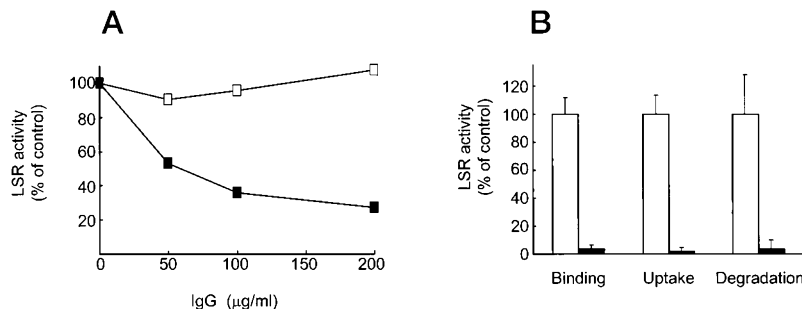 A
LSR activity
(% of control)
100
80
60
40
20
0 50 100 150 200
IgG (μg/ml)
B
LSR activity
(% of control)
120
100
80
60
40
20
0
Binding Uptake Degradation